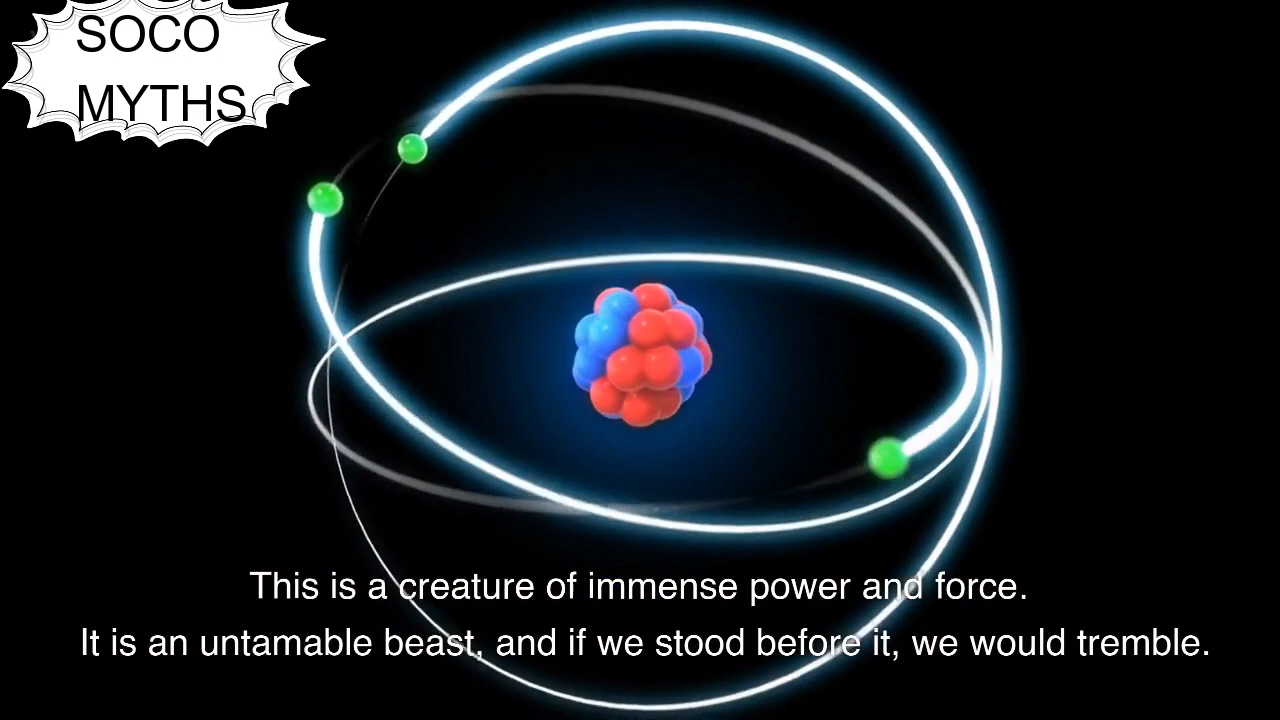 SOCO
MYTHS
This is a creature of immense power and force.
It is an untamable beast, and if we stood before it, we would tremble.